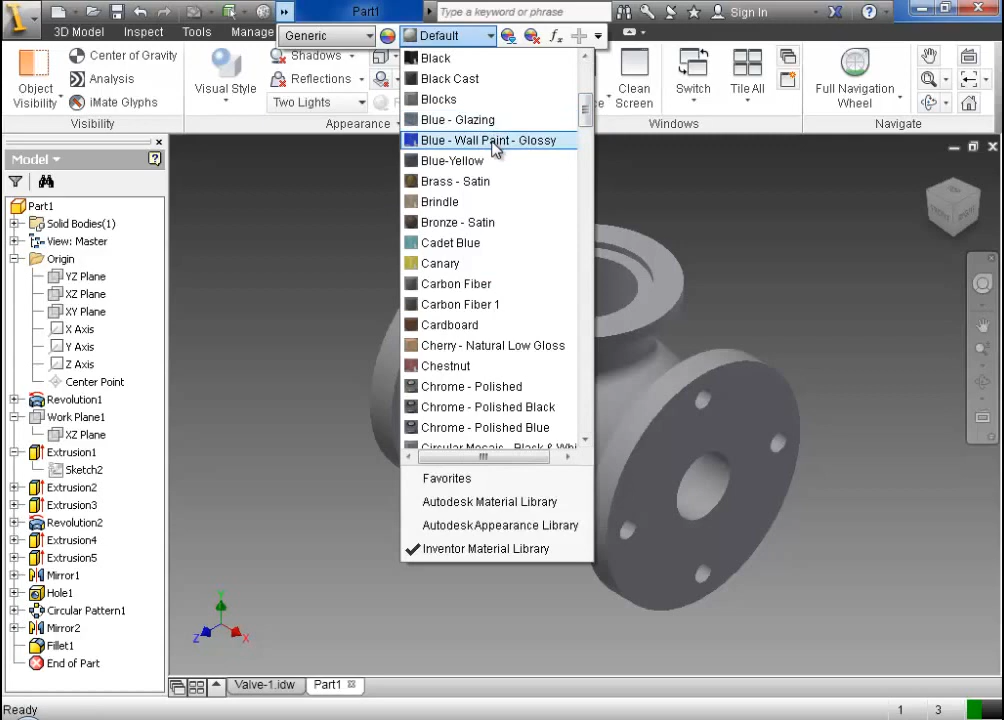 Part1
Type a keyword or phrase
Sign In
3D Model
Inspect
Tools
Manage
Generic
Default
Object
Visibility
Center of Gravity
Analysis
iMate Glyphs
Visibility
Visual Style
Shadows
Reflections
Two Lights
Appearance
Clean
Screen
Switch
Tile All
Windows
Full Navigation
Wheel
Navigate
Model
Part1
Solid Bodies(1)
View: Master
Origin
YZ Plane
XZ Plane
XY Plane
X Axis
Y Axis
Z Axis
Center Point
Revolution1
Work Plane1
XZ Plane
Extrusion1
Sketch2
Extrusion2
Extrusion3
Revolution2
Extrusion4
Extrusion5
Mirror1
Hole1
Circular Pattern1
Mirror2
Fillet1
End of Part
Black
Black Cast
Blocks
Blue - Glazing
Blue - Wall Paint - Glossy
Blue-Yellow
Brass - Satin
Brindle
Bronze - Satin
Cadet Blue
Canary
Carbon Fiber
Carbon Fiber 1
Cardboard
Cherry - Natural Low Gloss
Chestnut
Chrome - Polished
Chrome - Polished Black
Chrome - Polished Blue
Circular Mosaic - Black & Whi
Favorites
Autodesk Material Library
Autodesk Appearance Library
Inventor Material Library
Y
Z
X
Valve-1.idw
Part1
Ready
1
3